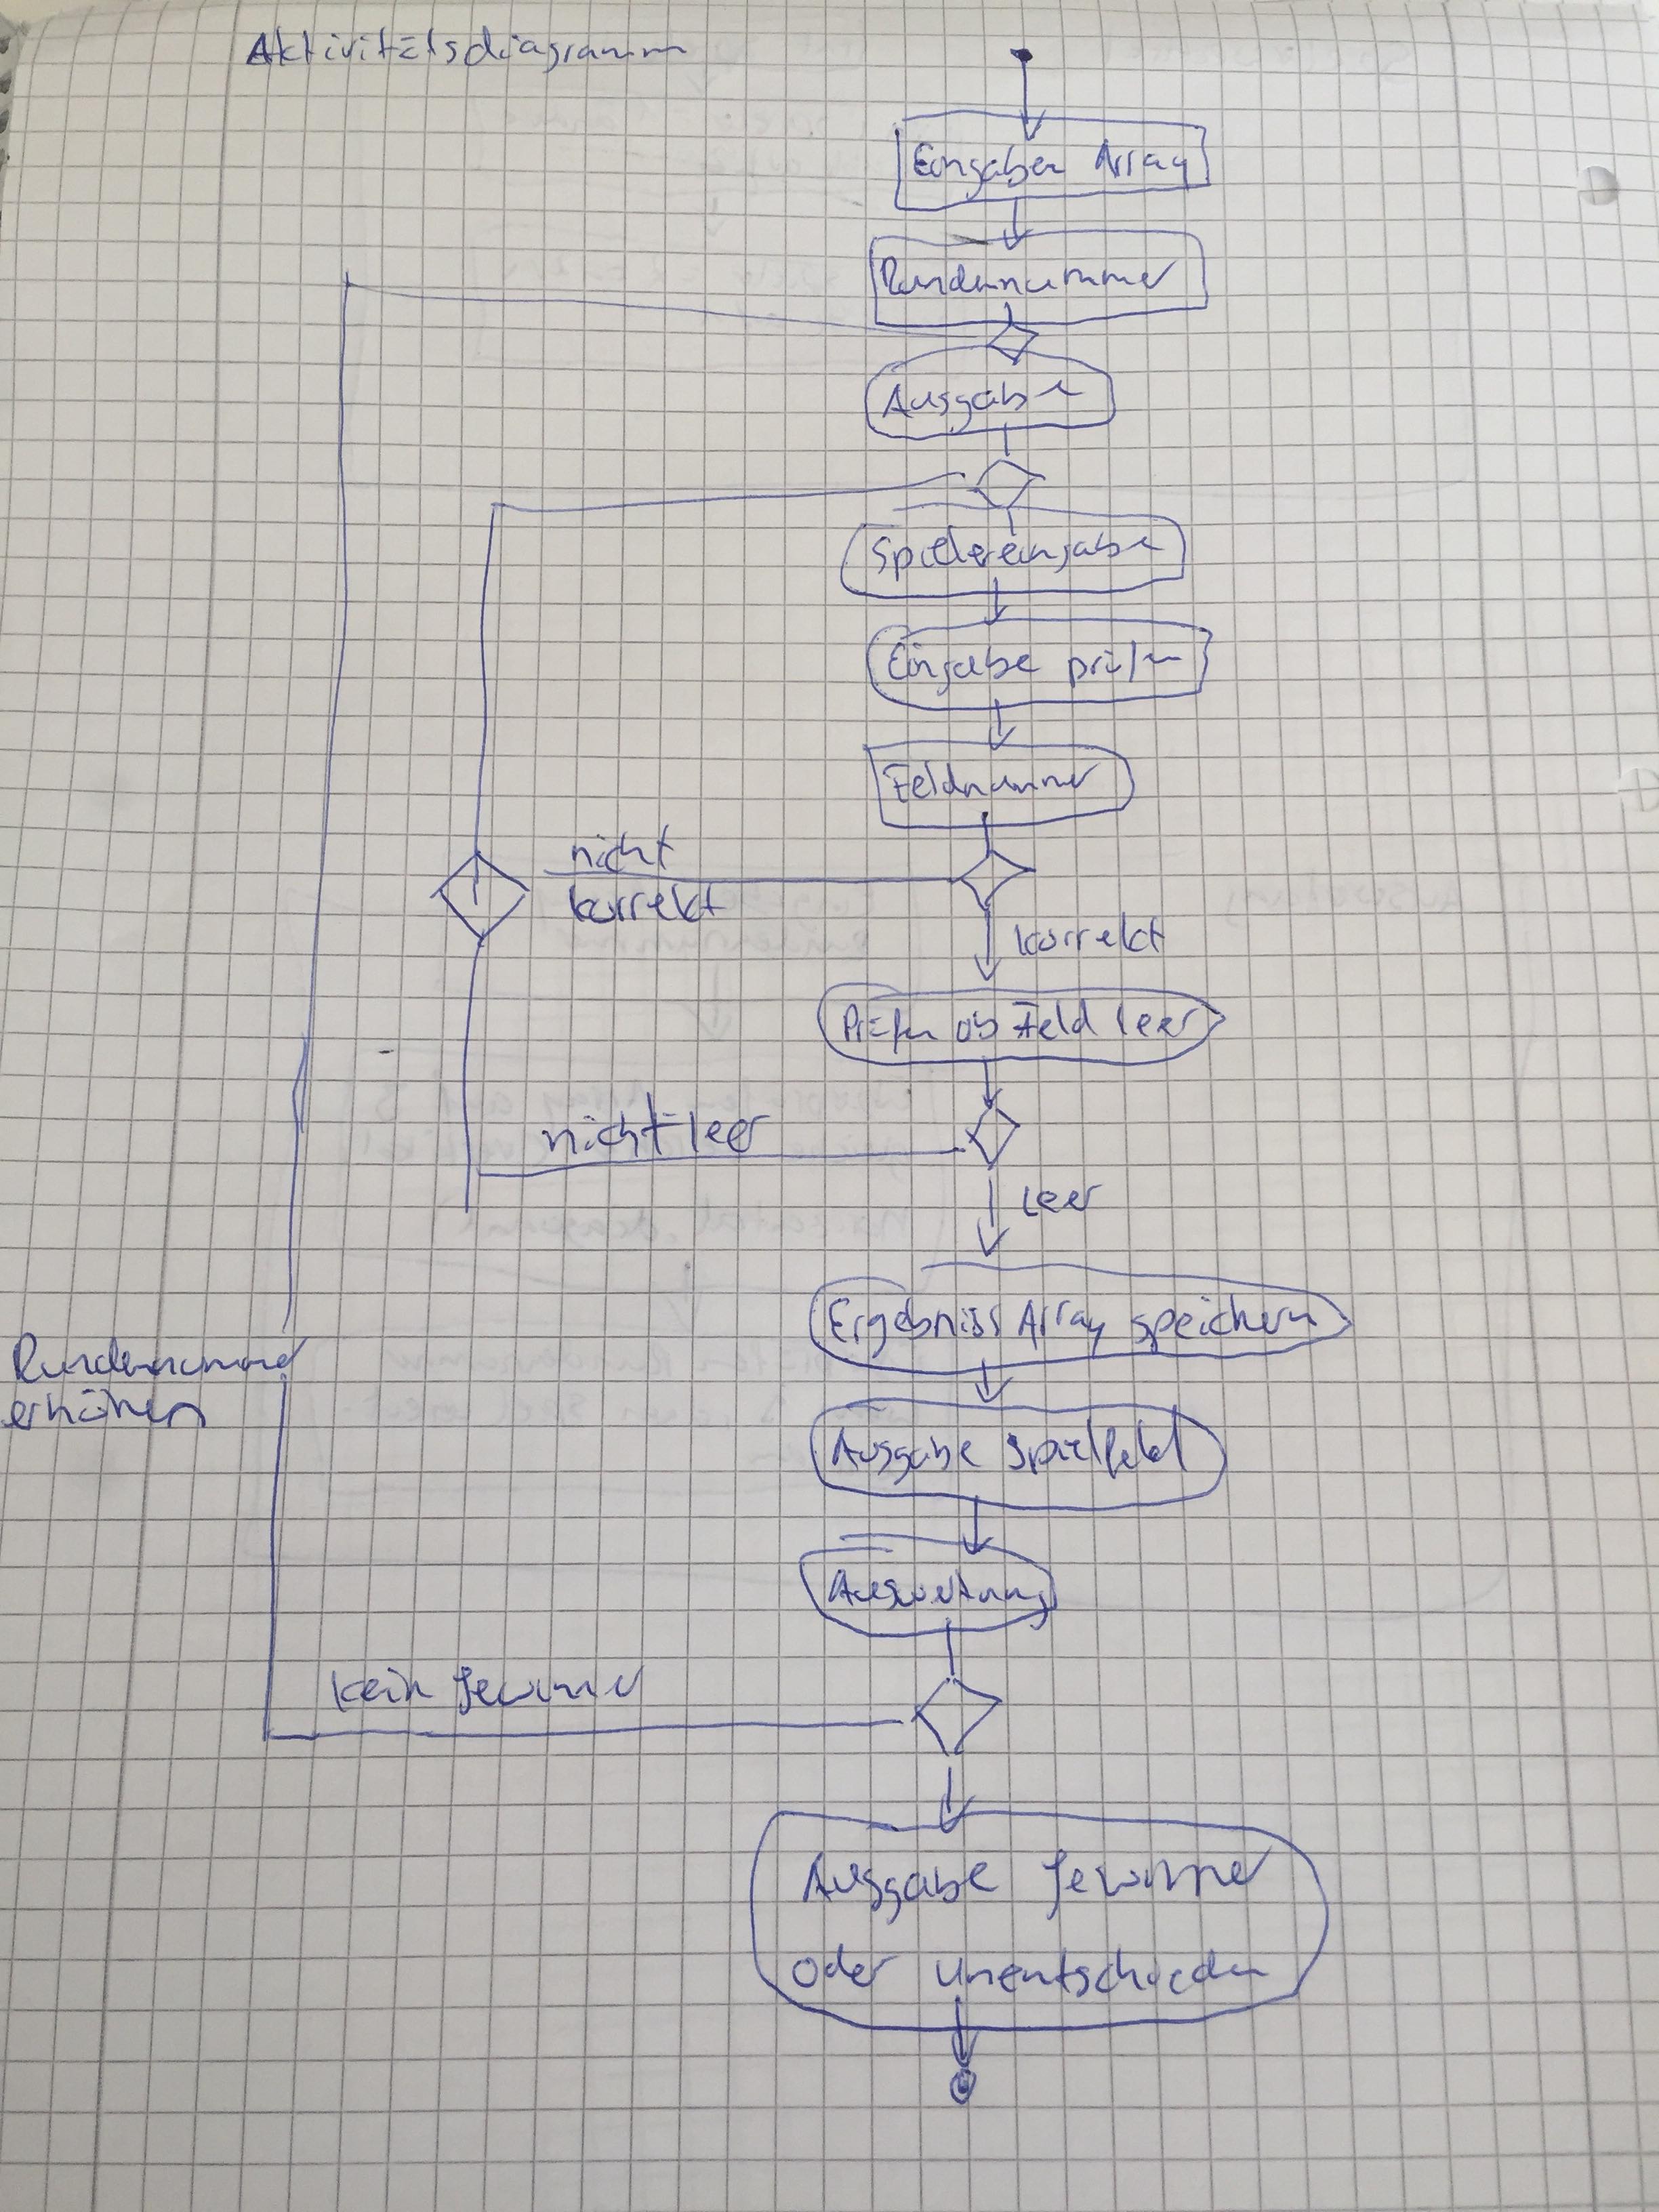 Aktivitätsdiagramm
Eingaben Array
Rundennummer
Ausgabe
Spielereingabe
Eingabe prüfen
Feldnummer
nicht
korrekt
korrekt
Prüfen ob Feld leer
nicht leer
leer
Ergebniss Array speichern
Rundennummer
erhöhen
Ausgabe Spielfeld
Auswertung
kein Gewinner
Ausgabe Gewinner
oder Unentschieden